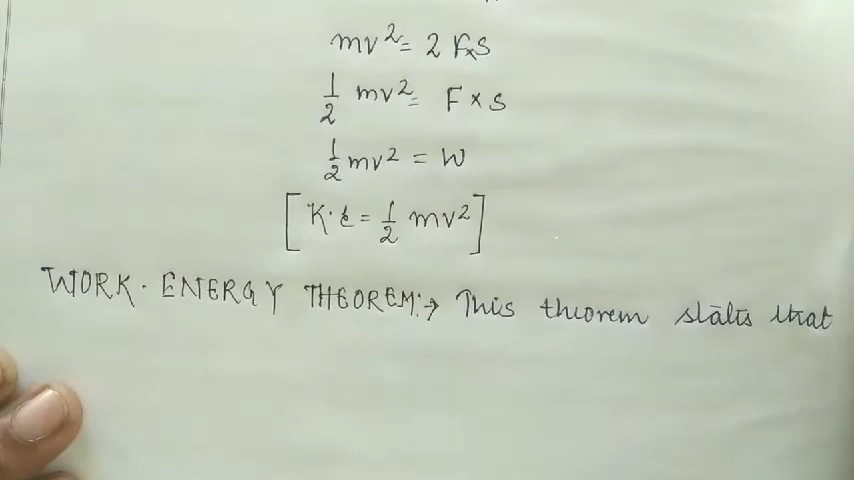 mv² = 2 F×S
1/2 mv² = F × S
1/2 mv² = W
[K.E = 1/2 mv²]
WORK. ENERGY THEOREM:→ This theorem states that